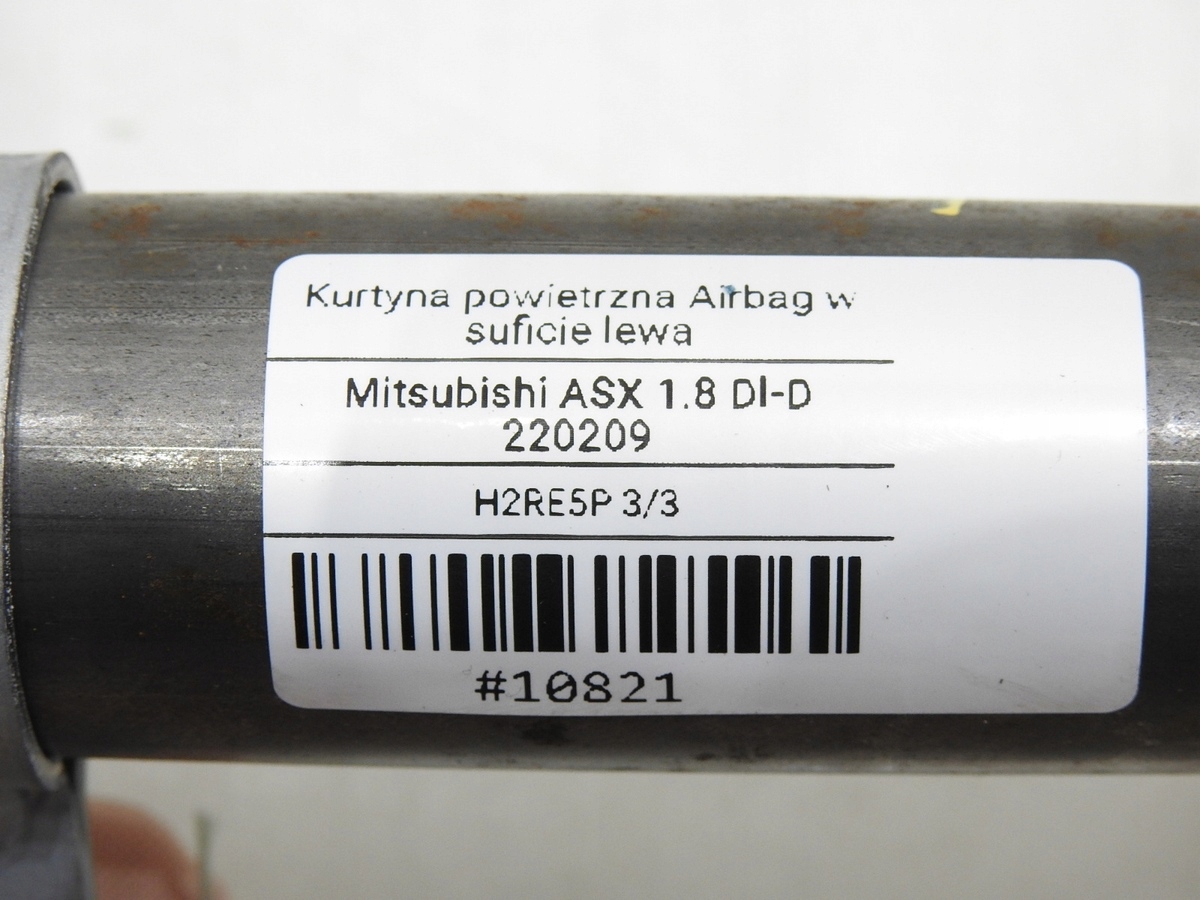 Kurtyna powietrzna Airbag w
suficie lewa
Mitsubishi ASX 1.8 DI-D
220209
H2RE5P 3/3
#10821